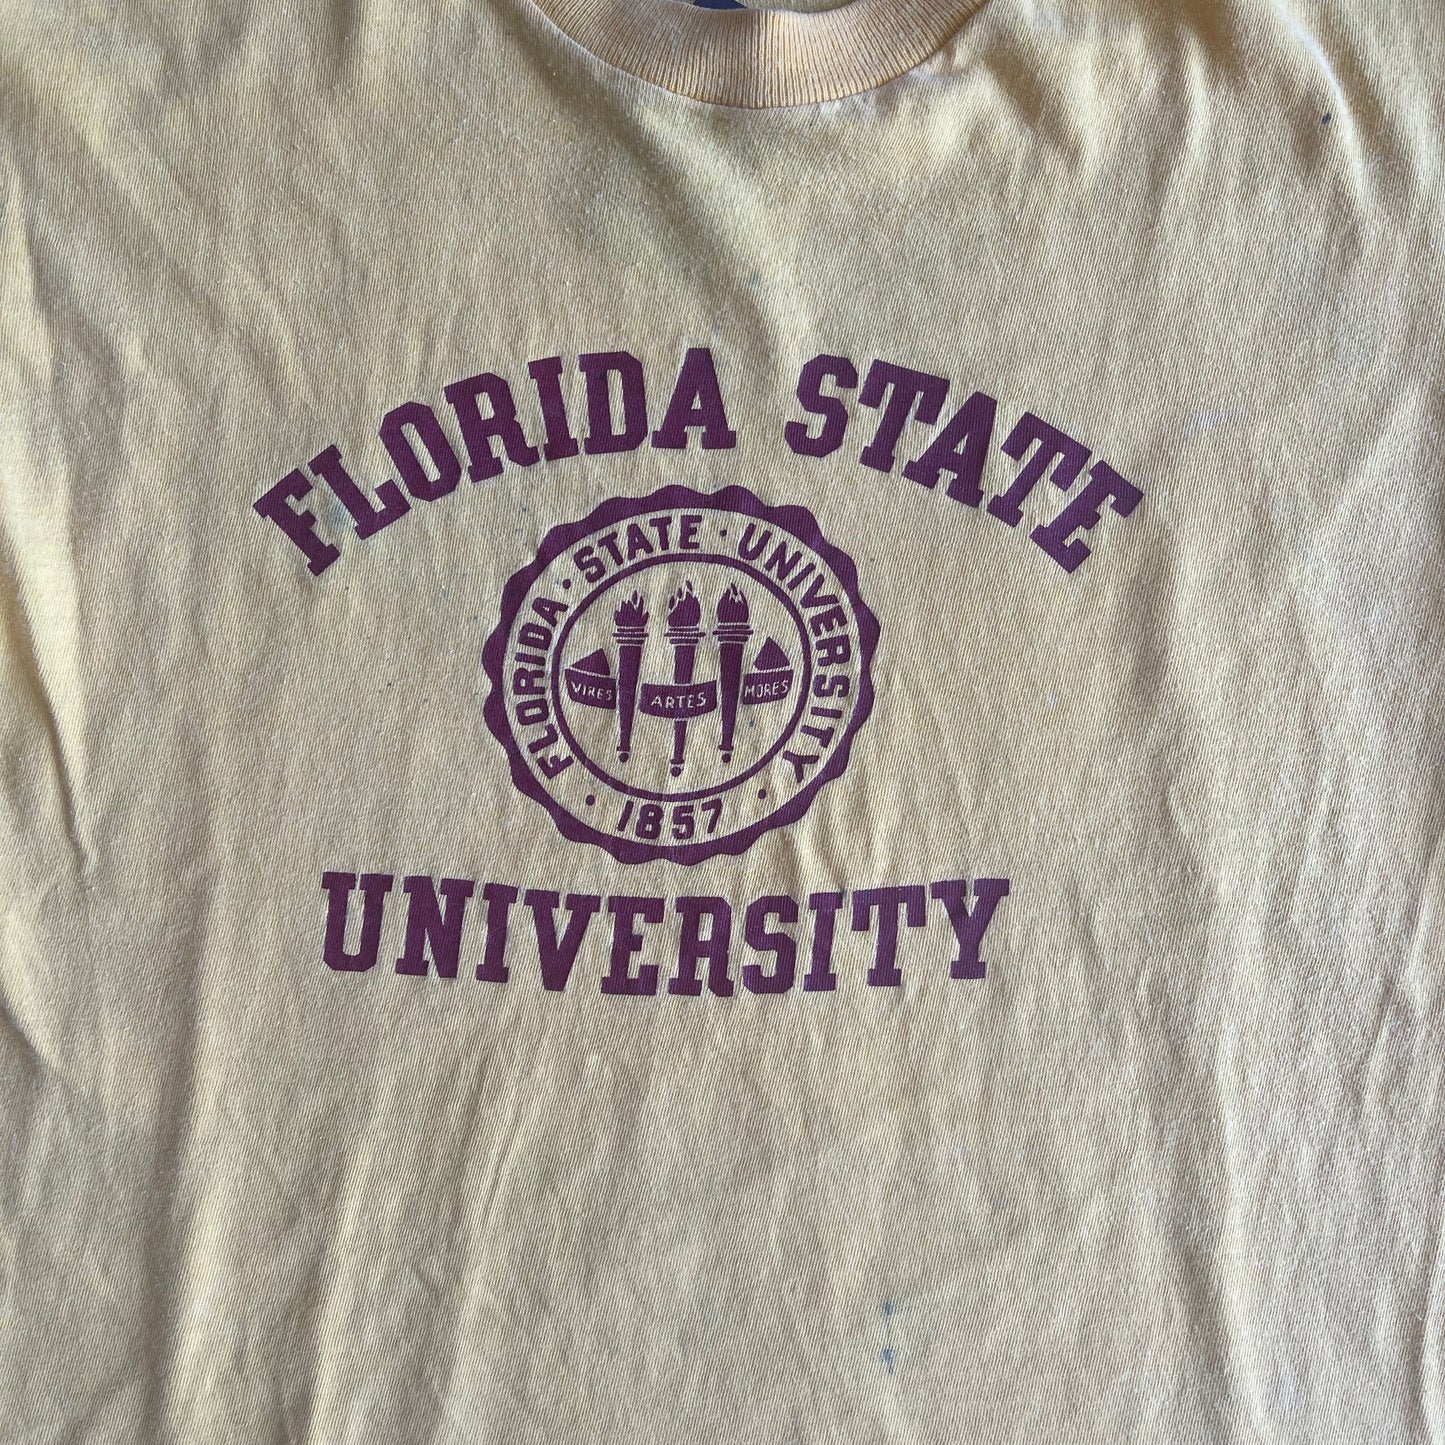 FLORIDA STATE
FLORIDA · STATE · UNIVERSITY
VIRES ARTES MORES
· 1857 ·
UNIVERSITY